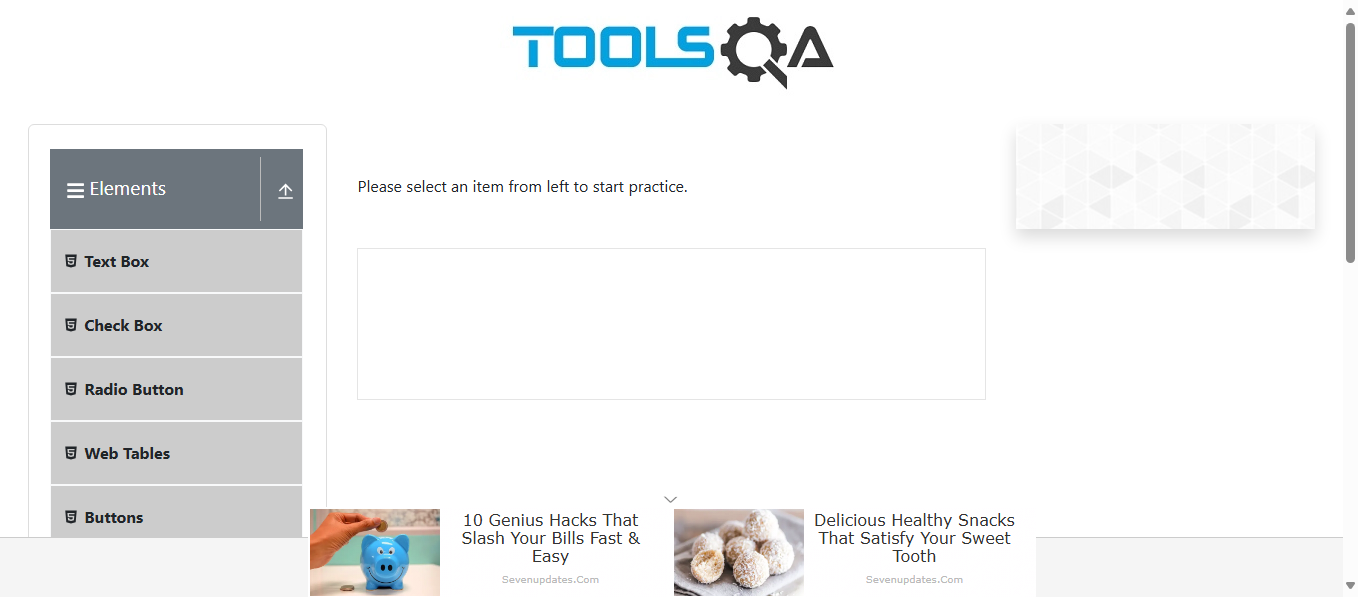 TOOLSQA
Elements
Text Box
Check Box
Radio Button
Web Tables
Buttons
Please select an item from left to start practice.
10 Genius Hacks That
Slash Your Bills Fast &
Easy
Sevenupdates.Com
Delicious Healthy Snacks
That Satisfy Your Sweet
Tooth
Sevenupdates.Com